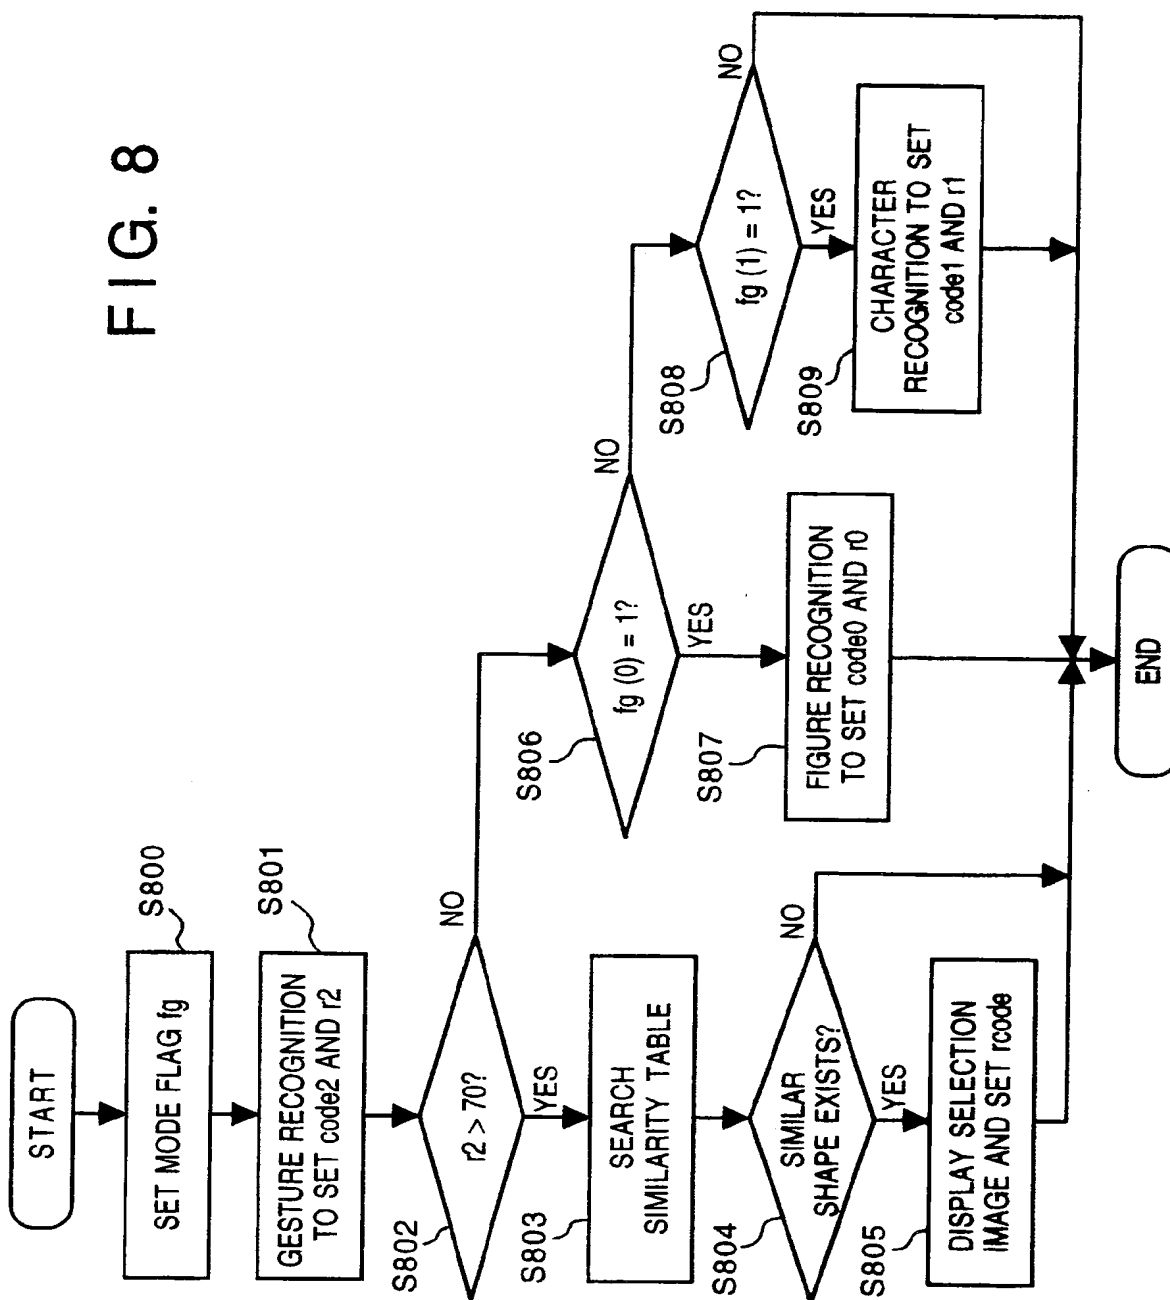 FIG. 8
START
SET MODE FLAG fg
S800
GESTURE RECOGNITION
TO SET code2 AND r2
S801
r2 > 70?
S802
NO
YES
SEARCH
SIMILARITY TABLE
S803
SIMILAR
SHAPE EXISTS?
S804
NO
YES
DISPLAY SELECTION
IMAGE AND SET rcode
S805
fg (0) = 1?
S806
NO
YES
FIGURE RECOGNITION
TO SET code0 AND r0
S807
fg (1) = 1?
S808
NO
YES
CHARACTER
RECOGNITION TO SET
code1 AND r1
S809
END